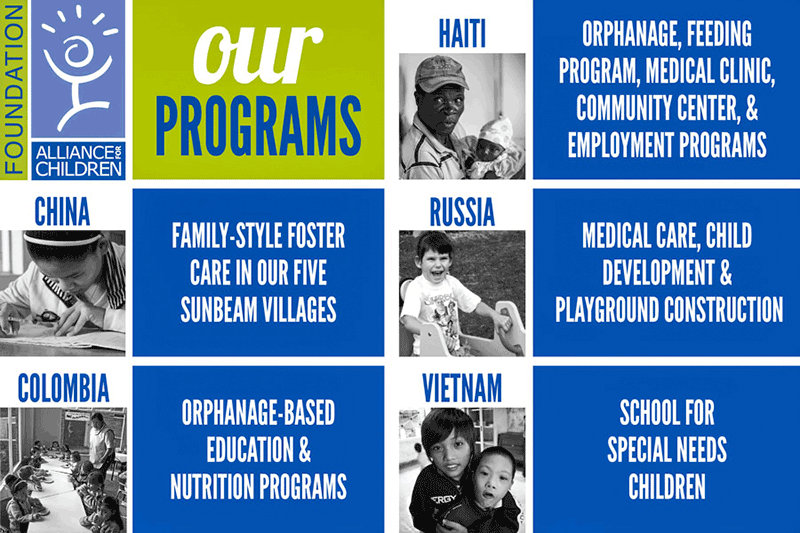 FOUNDATION
ALLIANCE FOR
CHILDREN
our
PROGRAMS
HAITI
ORPHANAGE, FEEDING
PROGRAM, MEDICAL CLINIC,
COMMUNITY CENTER, &
EMPLOYMENT PROGRAMS
CHINA
FAMILY-STYLE FOSTER
CARE IN OUR FIVE
SUNBEAM VILLAGES
RUSSIA
MEDICAL CARE, CHILD
DEVELOPMENT &
PLAYGROUND CONSTRUCTION
COLOMBIA
ORPHANAGE-BASED
EDUCATION &
NUTRITION PROGRAMS
VIETNAM
SCHOOL FOR
SPECIAL NEEDS
CHILDREN